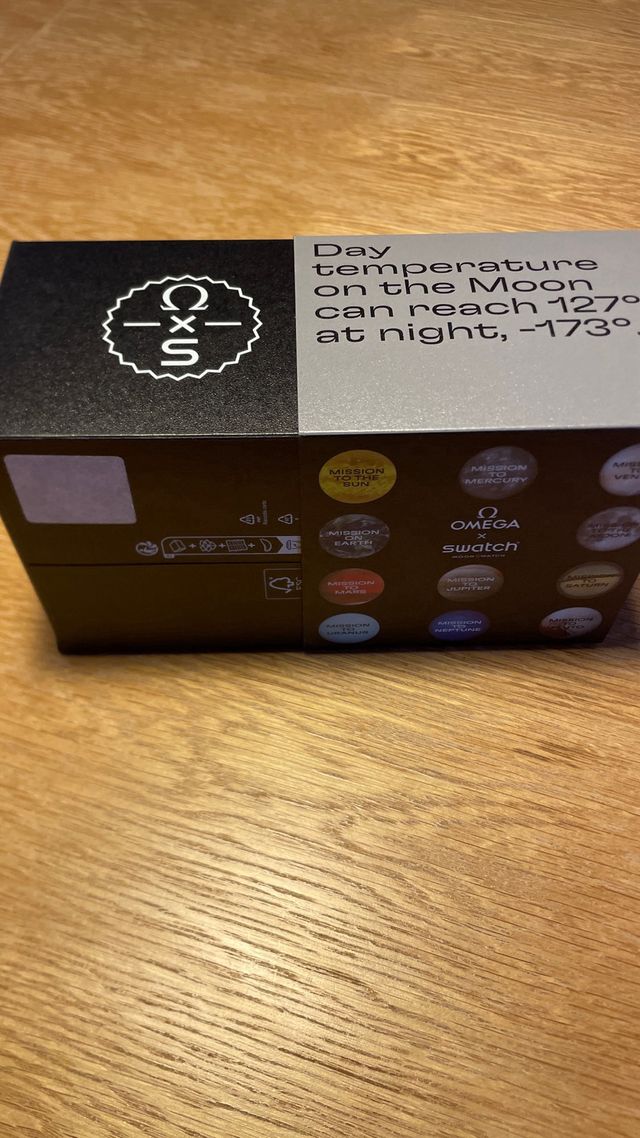 Ω
×
S
Day
temperature
on the Moon
can reach 127°
at night, -173°.
MISSION
TO THE
SUN
MISSION
TO
MERCURY
MISSION
ON
EARTH
Ω
OMEGA
×
swatch
MISSION
TO
MARS
MISSION
TO
JUPITER
TO
SATURN
MISSION
TO
URANUS
MISSION
TO
NEPTUNE
MISSION
TO